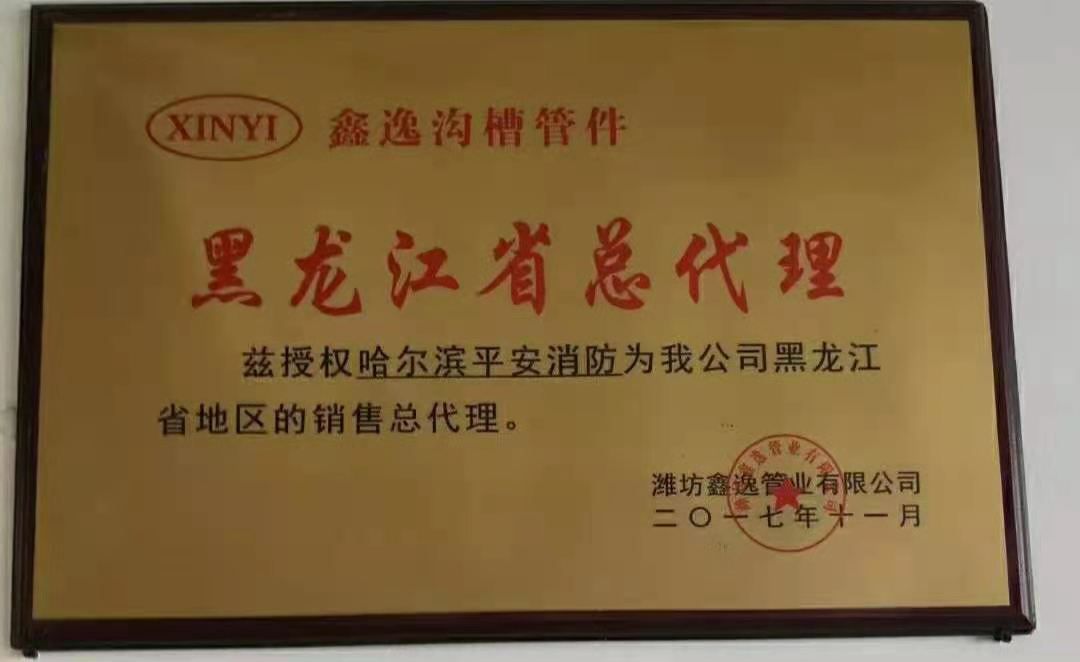 XINYI 鑫逸沟槽管件
黑龙江省总代理
兹授权哈尔滨平安消防为我公司黑龙江
省地区的销售总代理。
潍坊鑫逸管业有限公司
二〇一七年十一月